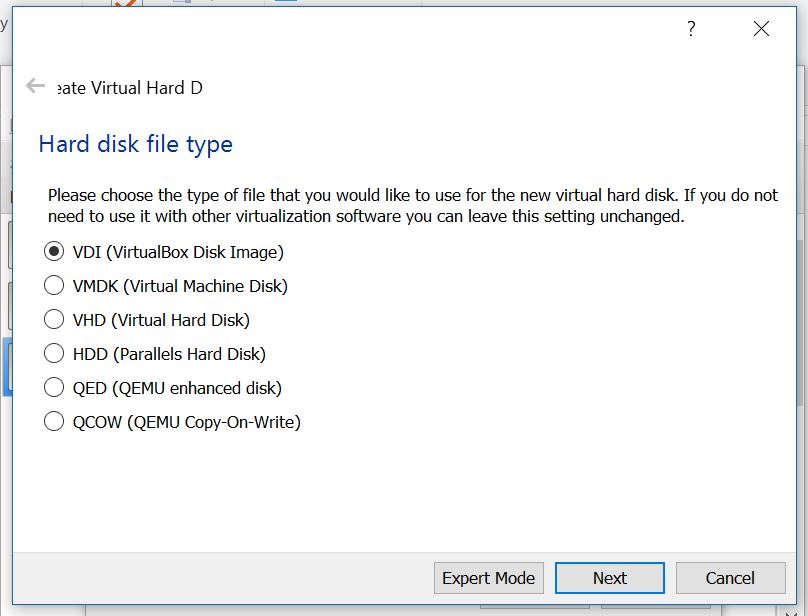 y
?
eate Virtual Hard D
Hard disk file type
Please choose the type of file that you would like to use for the new virtual hard disk. If you do not
need to use it with other virtualization software you can leave this setting unchanged.
VDI (VirtualBox Disk Image)
VMDK (Virtual Machine Disk)
VHD (Virtual Hard Disk)
HDD (Parallels Hard Disk)
QED (QEMU enhanced disk)
QCOW (QEMU Copy-On-Write)
Expert Mode Next Cancel